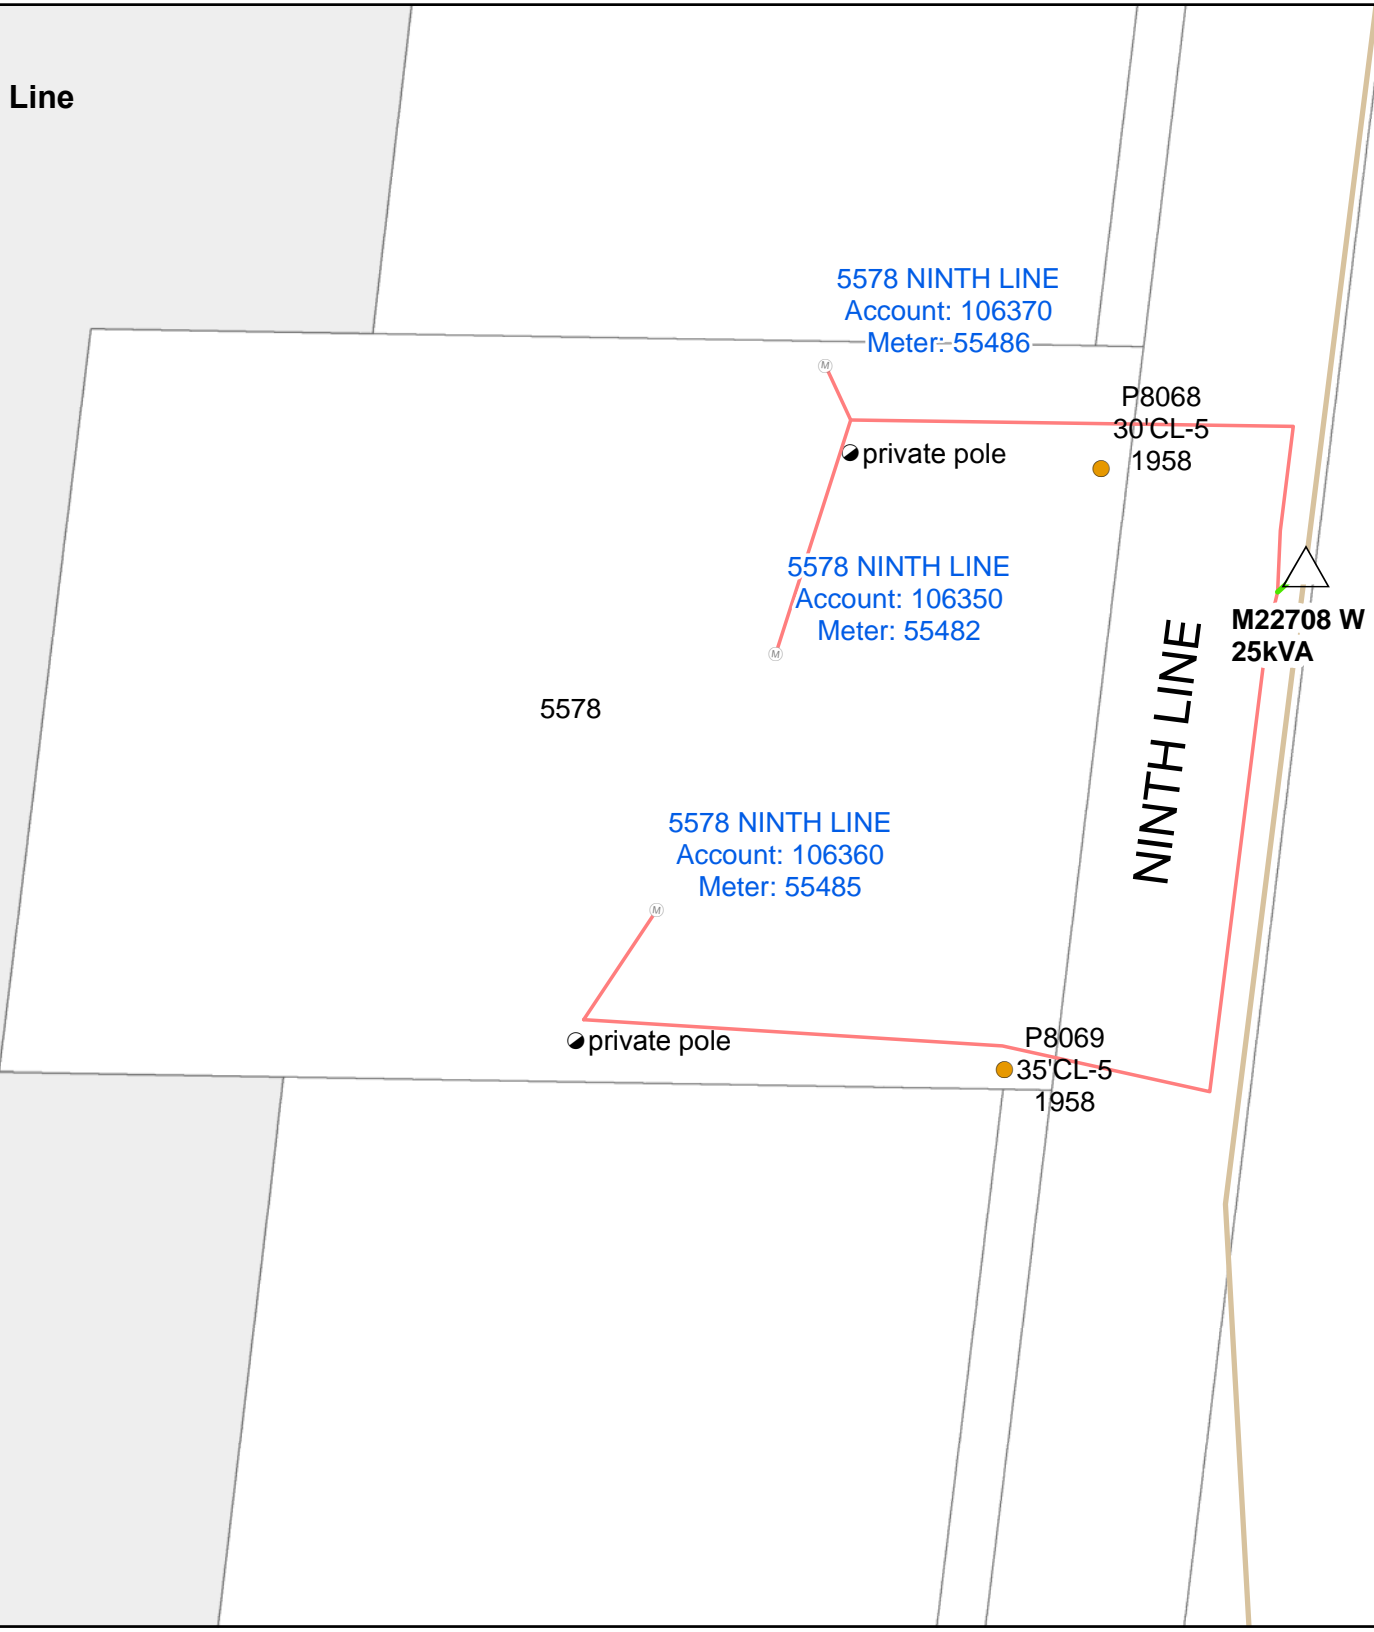 Line
5578 NINTH LINE
Account: 106370
Meter: 55486
M
P8068
30'CL-5
1958
private pole
5578 NINTH LINE
Account: 106350
Meter: 55482
M
M22708 W
25kVA
NINTH LINE
5578
5578 NINTH LINE
Account: 106360
Meter: 55485
M
private pole
P8069
35'CL-5
1958